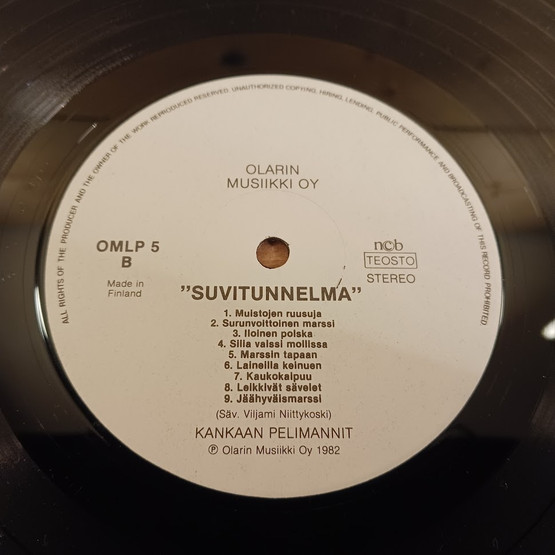 ALL RIGHTS OF THE PRODUCER AND THE OWNER OF THE WORK REPRODUCED RESERVED. UNAUTHORIZED COPYING, HIRING, LENDING, PUBLIC PERFORMANCE AND BROADCASTING OF THIS RECORD PROHIBITED
OLARIN
MUSIIKKI OY
OMLP 5
B
Made in
Finland
ncb
TEOSTO
STEREO
”SUVITUNNELMA”
1. Muistojen ruusuja
2. Surunvoittoinen marssi
3. Iloinen polska
4. Silla valssi mollissa
5. Marssin tapaan
6. Laineilla keinuen
7. Kaukokaipuu
8. Leikkivät sävelet
9. Jäähyväismarssi
(Säv. Viljami Niittykoski)
KANKAAN PELIMANNIT
Ⓟ Olarin Musiikki Oy 1982